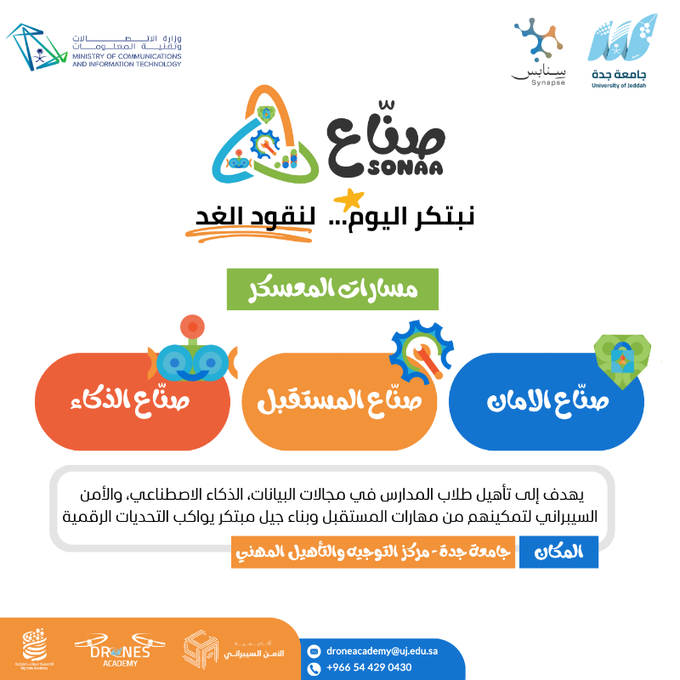 وزارة الاتصالات
وتقنية المعلومات
MINISTRY OF COMMUNICATIONS
AND INFORMATION TECHNOLOGY
سينابس
Synapse
جامعة جدة
University of Jeddah
صنّاع
SONAA
نبتكر اليوم... لنقود الغد
مسارات المعسكر
صنّاع الامان
صنّاع المستقبل
صنّاع الذكاء
يهدف إلى تأهيل طلاب المدارس في مجالات البيانات، الذكاء الاصطناعي، والأمن
السيبراني لتمكينهم من مهارات المستقبل وبناء جيل مبتكر يواكب التحديات الرقمية
المكان
جامعة جدة - مركز التوجيه والتأهيل المهني
DRONES
ACADEMY
أكاديمية
الأمن السيبراني
droneacademy@uj.edu.sa
+966 54 429 0430